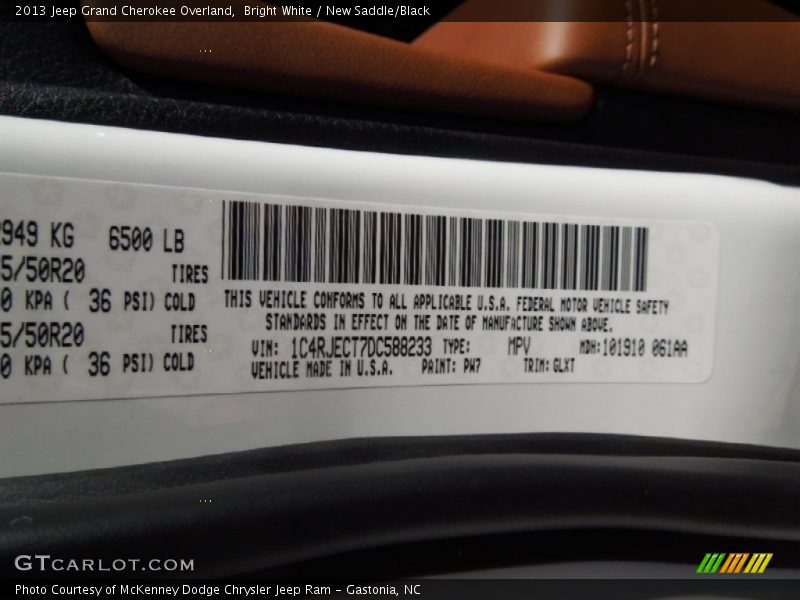 2013 Jeep Grand Cherokee Overland,  Bright White / New Saddle/Black
949 KG 6500 LB
5/50R20 TIRES
0 KPA ( 36 PSI) COLD
5/50R20 TIRES
0 KPA ( 36 PSI) COLD
THIS VEHICLE CONFORMS TO ALL APPLICABLE U.S.A. FEDERAL MOTOR VEHICLE SAFETY
STANDARDS IN EFFECT ON THE DATE OF MANUFACTURE SHOWN ABOVE.
VIN: 1C4RJECT7DC588233 TYPE: MPV MDH:101910 061AA
VEHICLE MADE IN U.S.A. PAINT: PW7 TRIM: GLXT
GTCARLOT.COM
Photo Courtesy of McKenney Dodge Chrysler Jeep Ram - Gastonia, NC